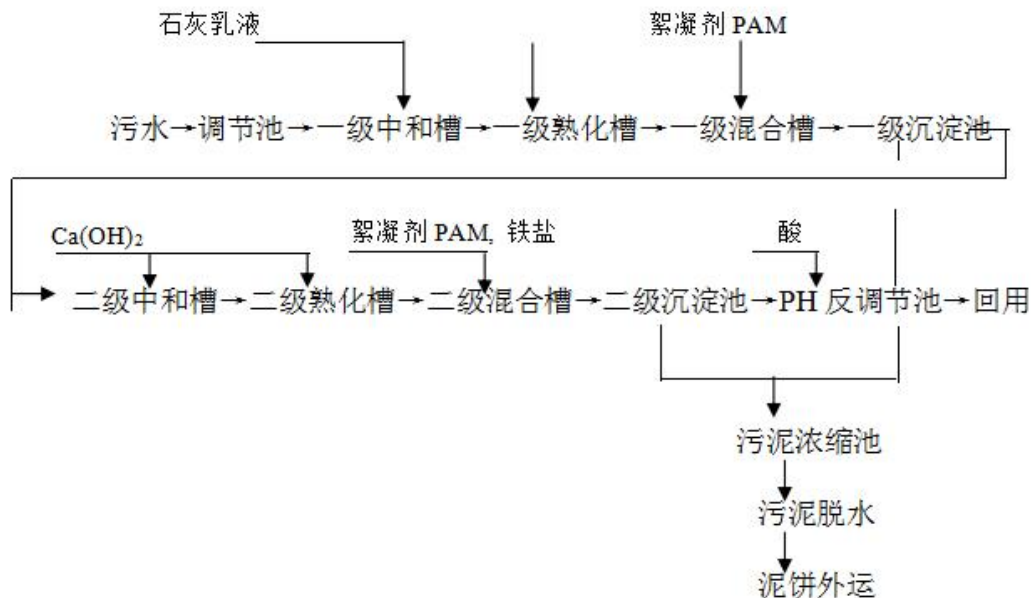 石灰乳液
絮凝剂 PAM
污水→调节池→一级中和槽→一级熟化槽→一级混合槽→一级沉淀池
Ca(OH)₂
絮凝剂 PAM, 铁盐
酸
二级中和槽→二级熟化槽→二级混合槽→二级沉淀池→PH 反调节池→回用
污泥浓缩池
污泥脱水
泥饼外运